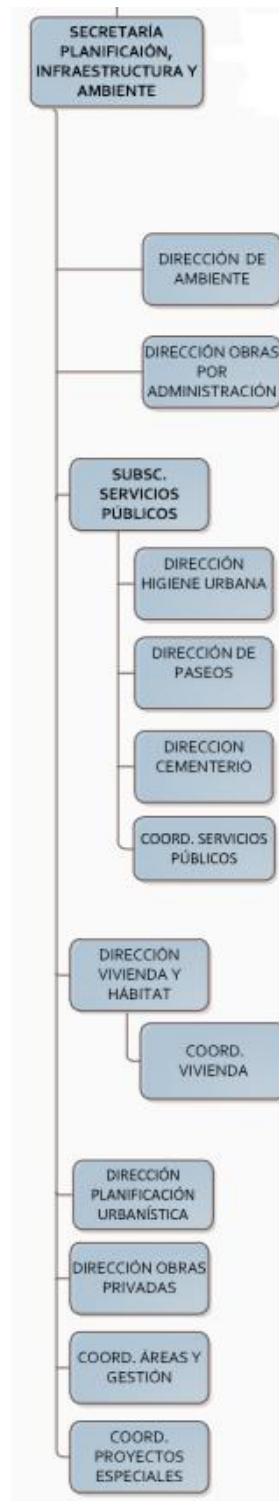 SECRETARÍA
PLANIFICAIÓN,
INFRAESTRUCTURA Y
AMBIENTE
DIRECCIÓN DE
AMBIENTE
DIRECCIÓN OBRAS
POR
ADMINISTRACIÓN
SUBSC.
SERVICIOS
PÚBLICOS
DIRECCIÓN
HIGIENE URBANA
DIRECCIÓN DE
PASEOS
DIRECCION
CEMENTERIO
COORD. SERVICIOS
PÚBLICOS
DIRECCIÓN
VIVIENDA Y
HÁBITAT
COORD.
VIVIENDA
DIRECCIÓN
PLANIFICACIÓN
URBANÍSTICA
DIRECCIÓN OBRAS
PRIVADAS
COORD. ÁREAS Y
GESTIÓN
COORD.
PROYECTOS
ESPECIALES